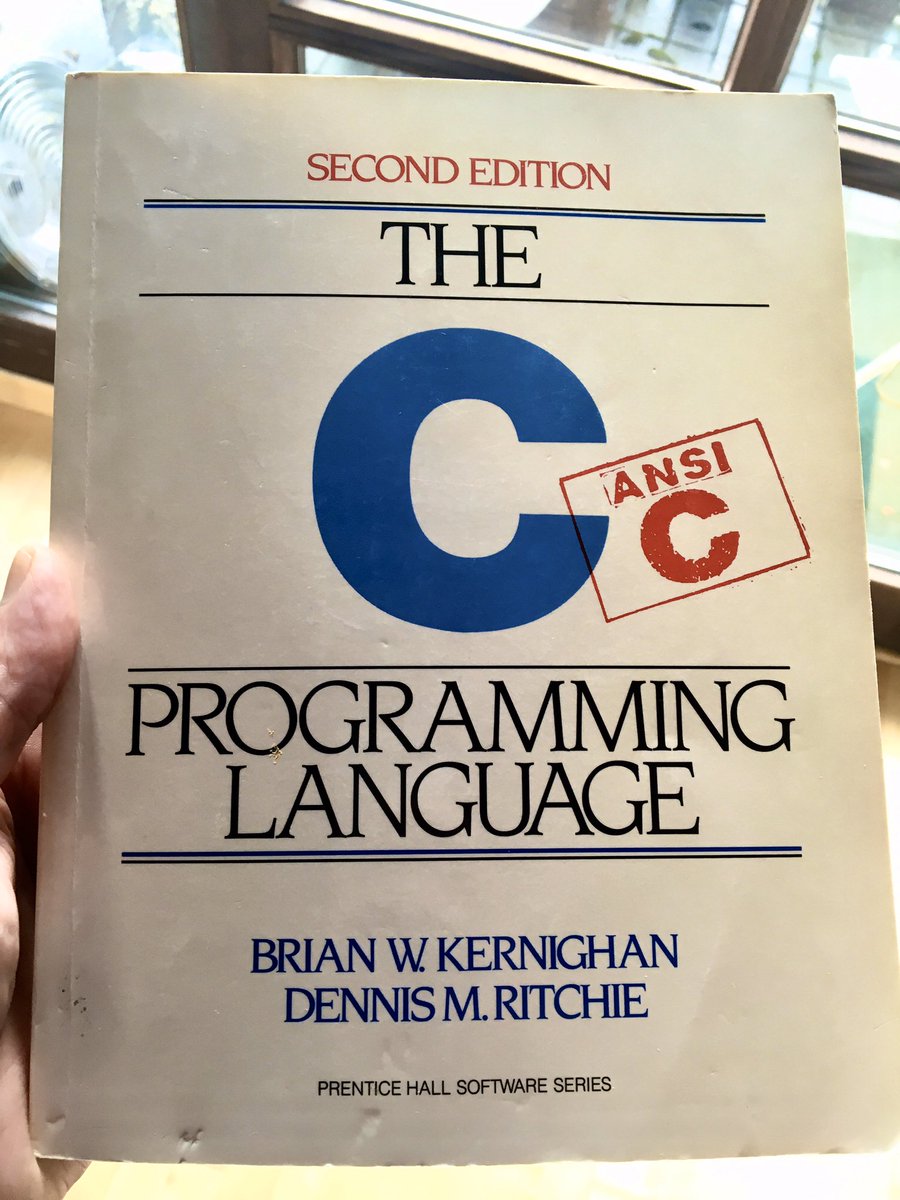 SECOND EDITION
THE
C
ANSI
C
PROGRAMMING
LANGUAGE
BRIAN W. KERNIGHAN
DENNIS M. RITCHIE
PRENTICE HALL SOFTWARE SERIES